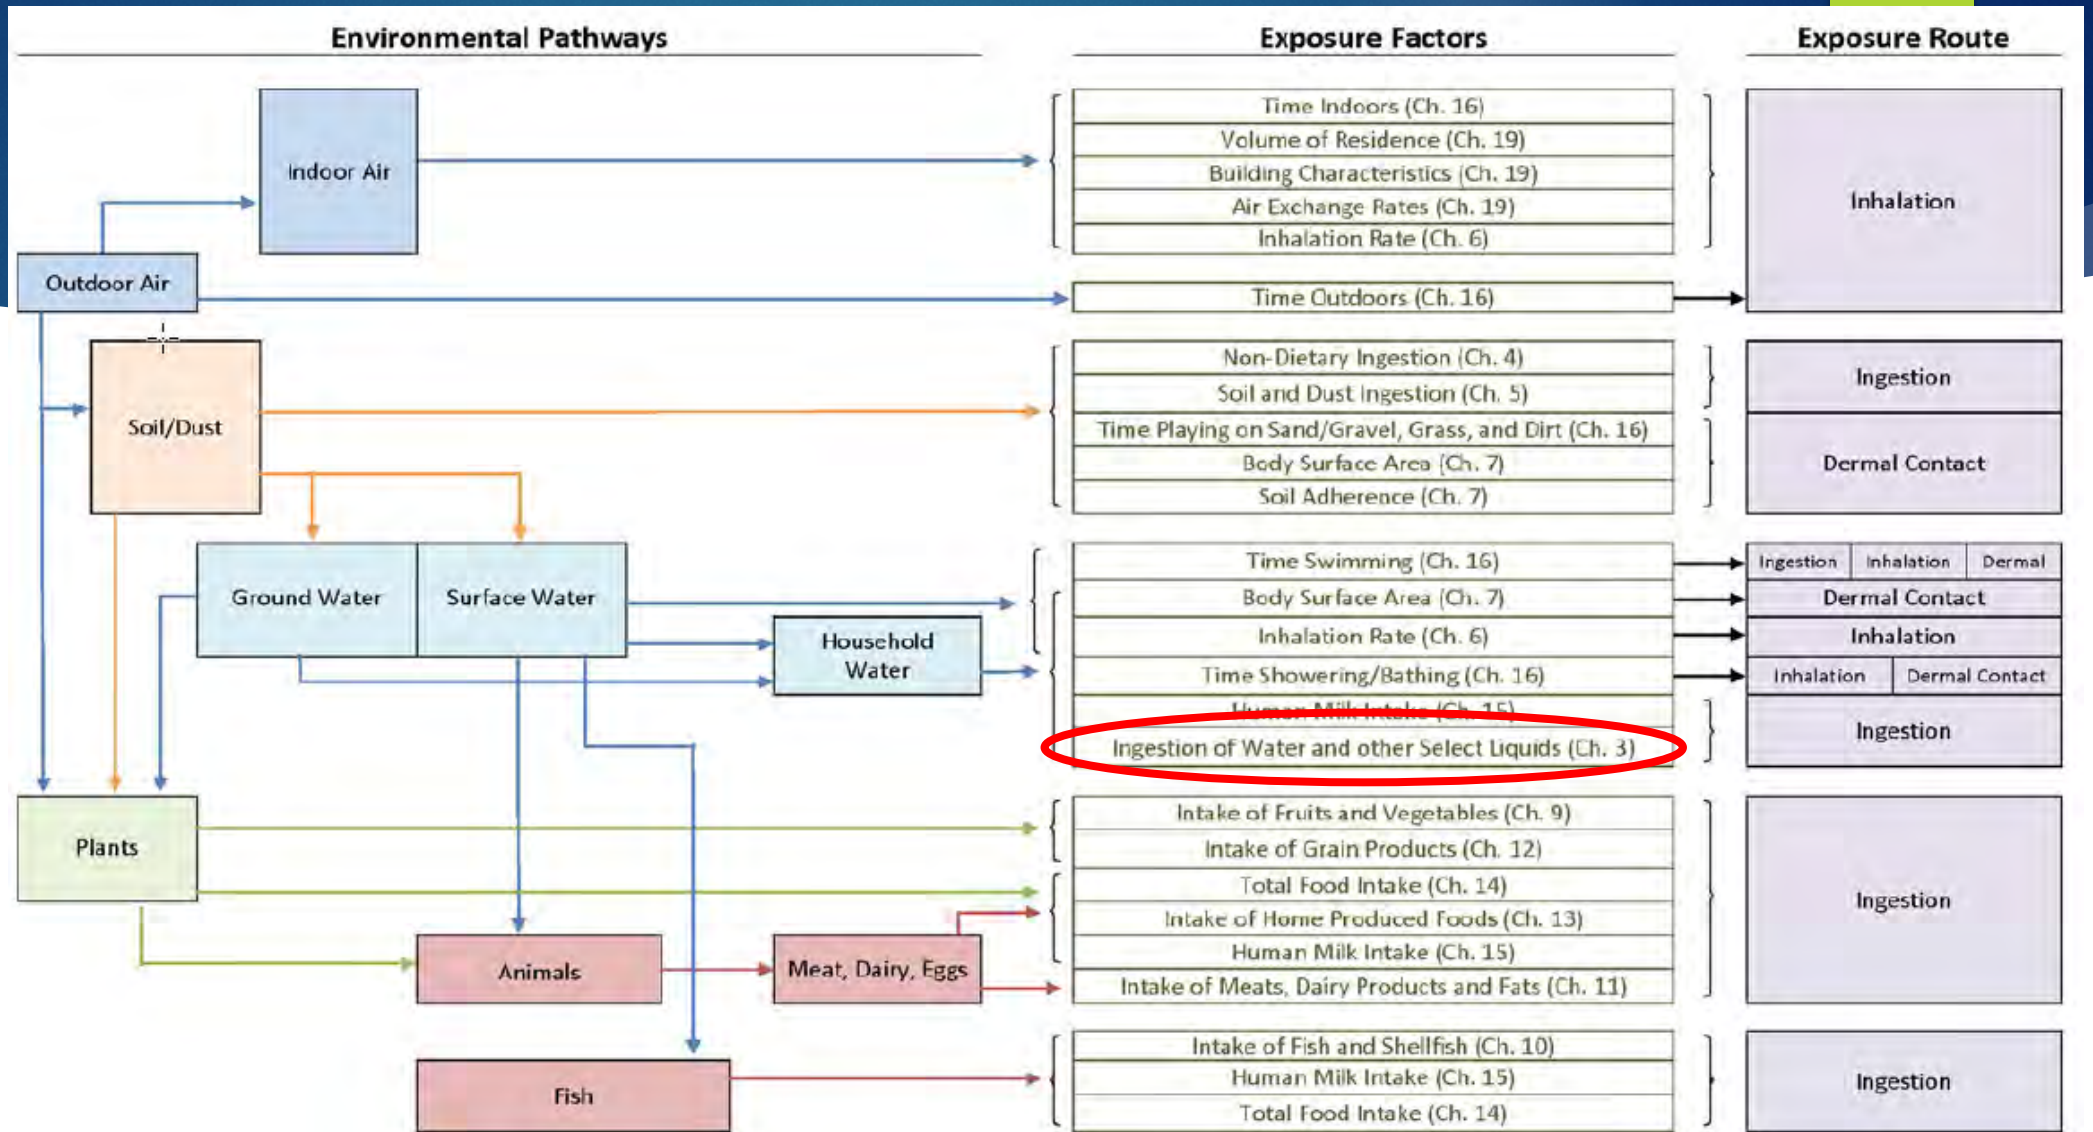 Environmental Pathways
Exposure Factors
Exposure Route
Indoor Air
Outdoor Air
Soil/Dust
Ground Water
Surface Water
Household
Water
Plants
Animals
Meat, Dairy, Eggs
Fish
Time Indoors (Ch. 16)
Volume of Residence (Ch. 19)
Building Characteristics (Ch. 19)
Air Exchange Rates (Ch. 19)
Inhalation Rate (Ch. 6)
Time Outdoors (Ch. 16)
Non-Dietary Ingestion (Ch. 4)
Soil and Dust Ingestion (Ch. 5)
Time Playing on Sand/Gravel, Grass, and Dirt (Ch. 16)
Body Surface Area (Ch. 7)
Soil Adherence (Ch. 7)
Time Swimming (Ch. 16)
Body Surface Area (Ch. 7)
Inhalation Rate (Ch. 6)
Time Showering/Bathing (Ch. 16)
Human Milk Intake (Ch. 15)
Ingestion of Water and other Select Liquids (Ch. 3)
Intake of Fruits and Vegetables (Ch. 9)
Intake of Grain Products (Ch. 12)
Total Food Intake (Ch. 14)
Intake of Home Produced Foods (Ch. 13)
Human Milk Intake (Ch. 15)
Intake of Meats, Dairy Products and Fats (Ch. 11)
Intake of Fish and Shellfish (Ch. 10)
Human Milk Intake (Ch. 15)
Total Food Intake (Ch. 14)
Inhalation
Ingestion
Dermal Contact
Ingestion Inhalation Dermal
Dermal Contact
Inhalation
Inhalation Dermal Contact
Ingestion
Ingestion
Ingestion